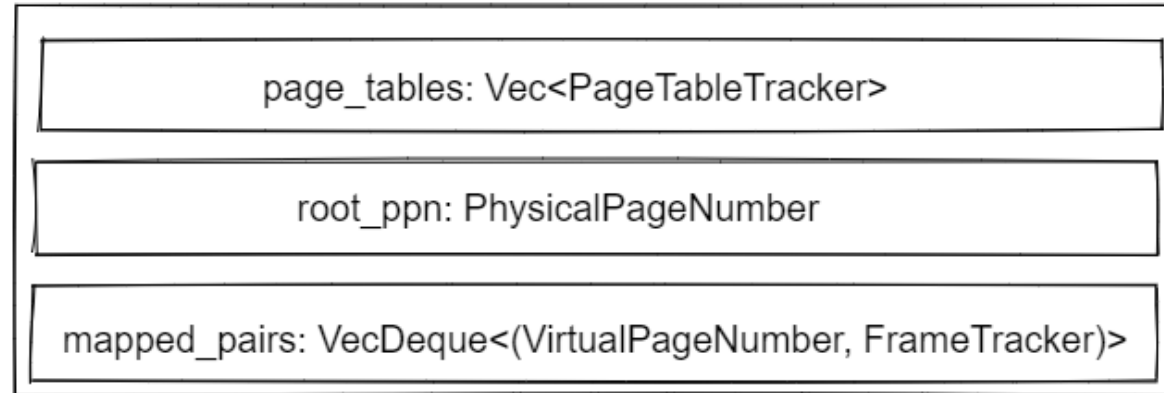 page_tables: Vec<PageTableTracker>
root_ppn: PhysicalPageNumber
mapped_pairs: VecDeque<(VirtualPageNumber, FrameTracker)>